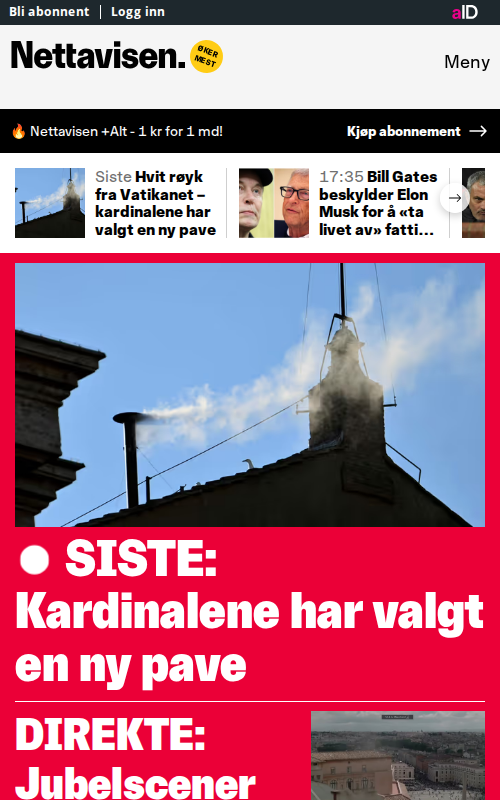 Bli abonnent | Logg inn
aID
Nettavisen.
ØKER
MEST
Meny
🔥 Nettavisen +Alt - 1 kr for 1 md!
Kjøp abonnement →
Siste Hvit røyk
fra Vatikanet –
kardinalene har
valgt en ny pave
17:35 Bill Gates
beskylder Elon
Musk for å «ta
livet av» fatti...
SISTE:
Kardinalene har valgt
en ny pave
DIREKTE:
Jubelscener